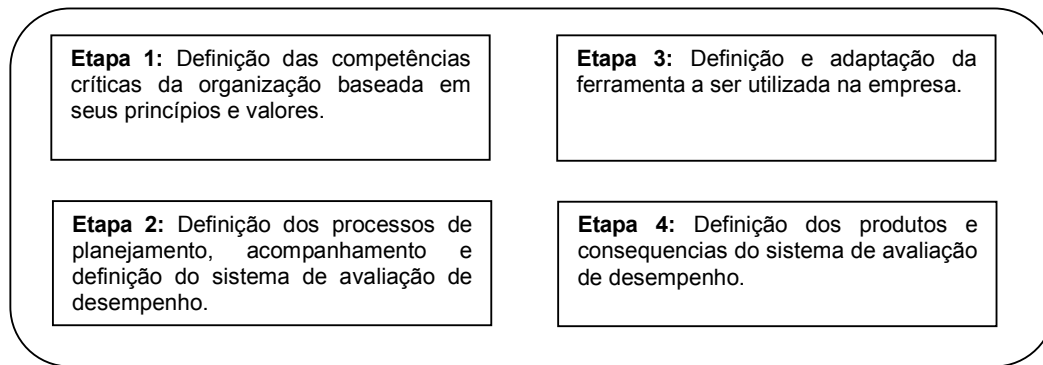 Etapa 1: Definição das competências
críticas da organização baseada em
seus princípios e valores.
Etapa 2: Definição dos processos de
planejamento, acompanhamento e
definição do sistema de avaliação de
desempenho.
Etapa 3: Definição e adaptação da
ferramenta a ser utilizada na empresa.
Etapa 4: Definição dos produtos e
consequencias do sistema de avaliação
de desempenho.